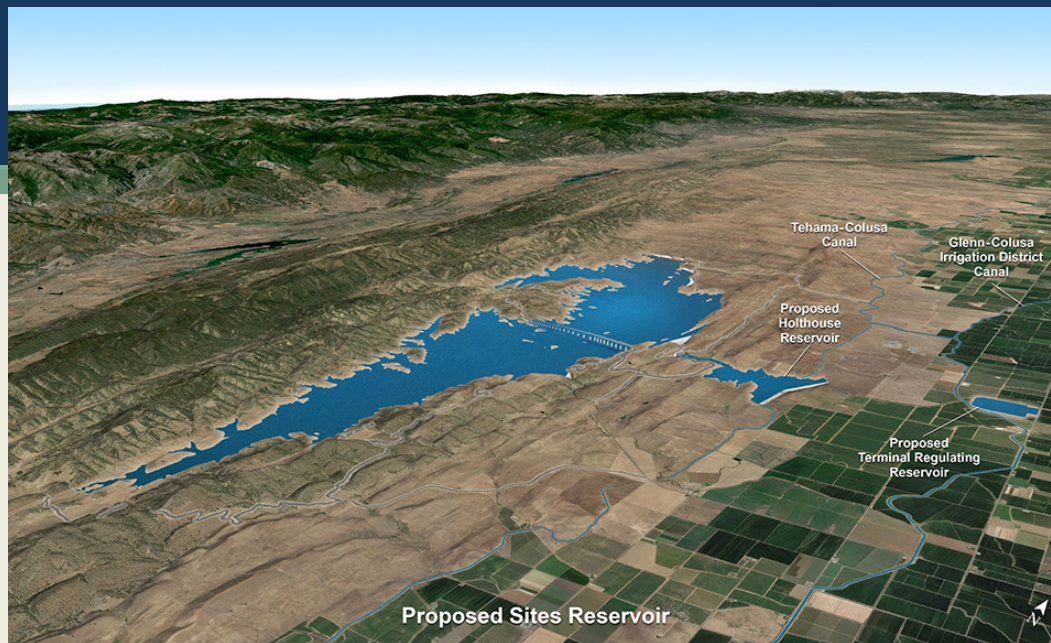 Tehama-Colusa
Canal
Glenn-Colusa
Irrigation District
Canal
Proposed
Holthouse
Reservoir
Proposed
Terminal Regulating
Reservoir
Proposed Sites Reservoir
N